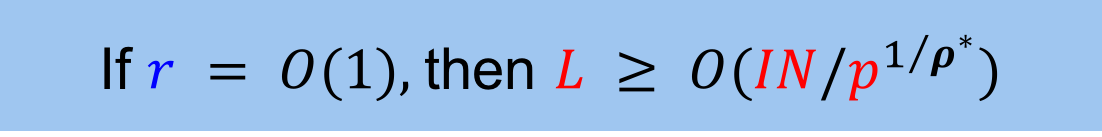 If r = O(1), then L ≥ O(IN/p^{1/ρ*})